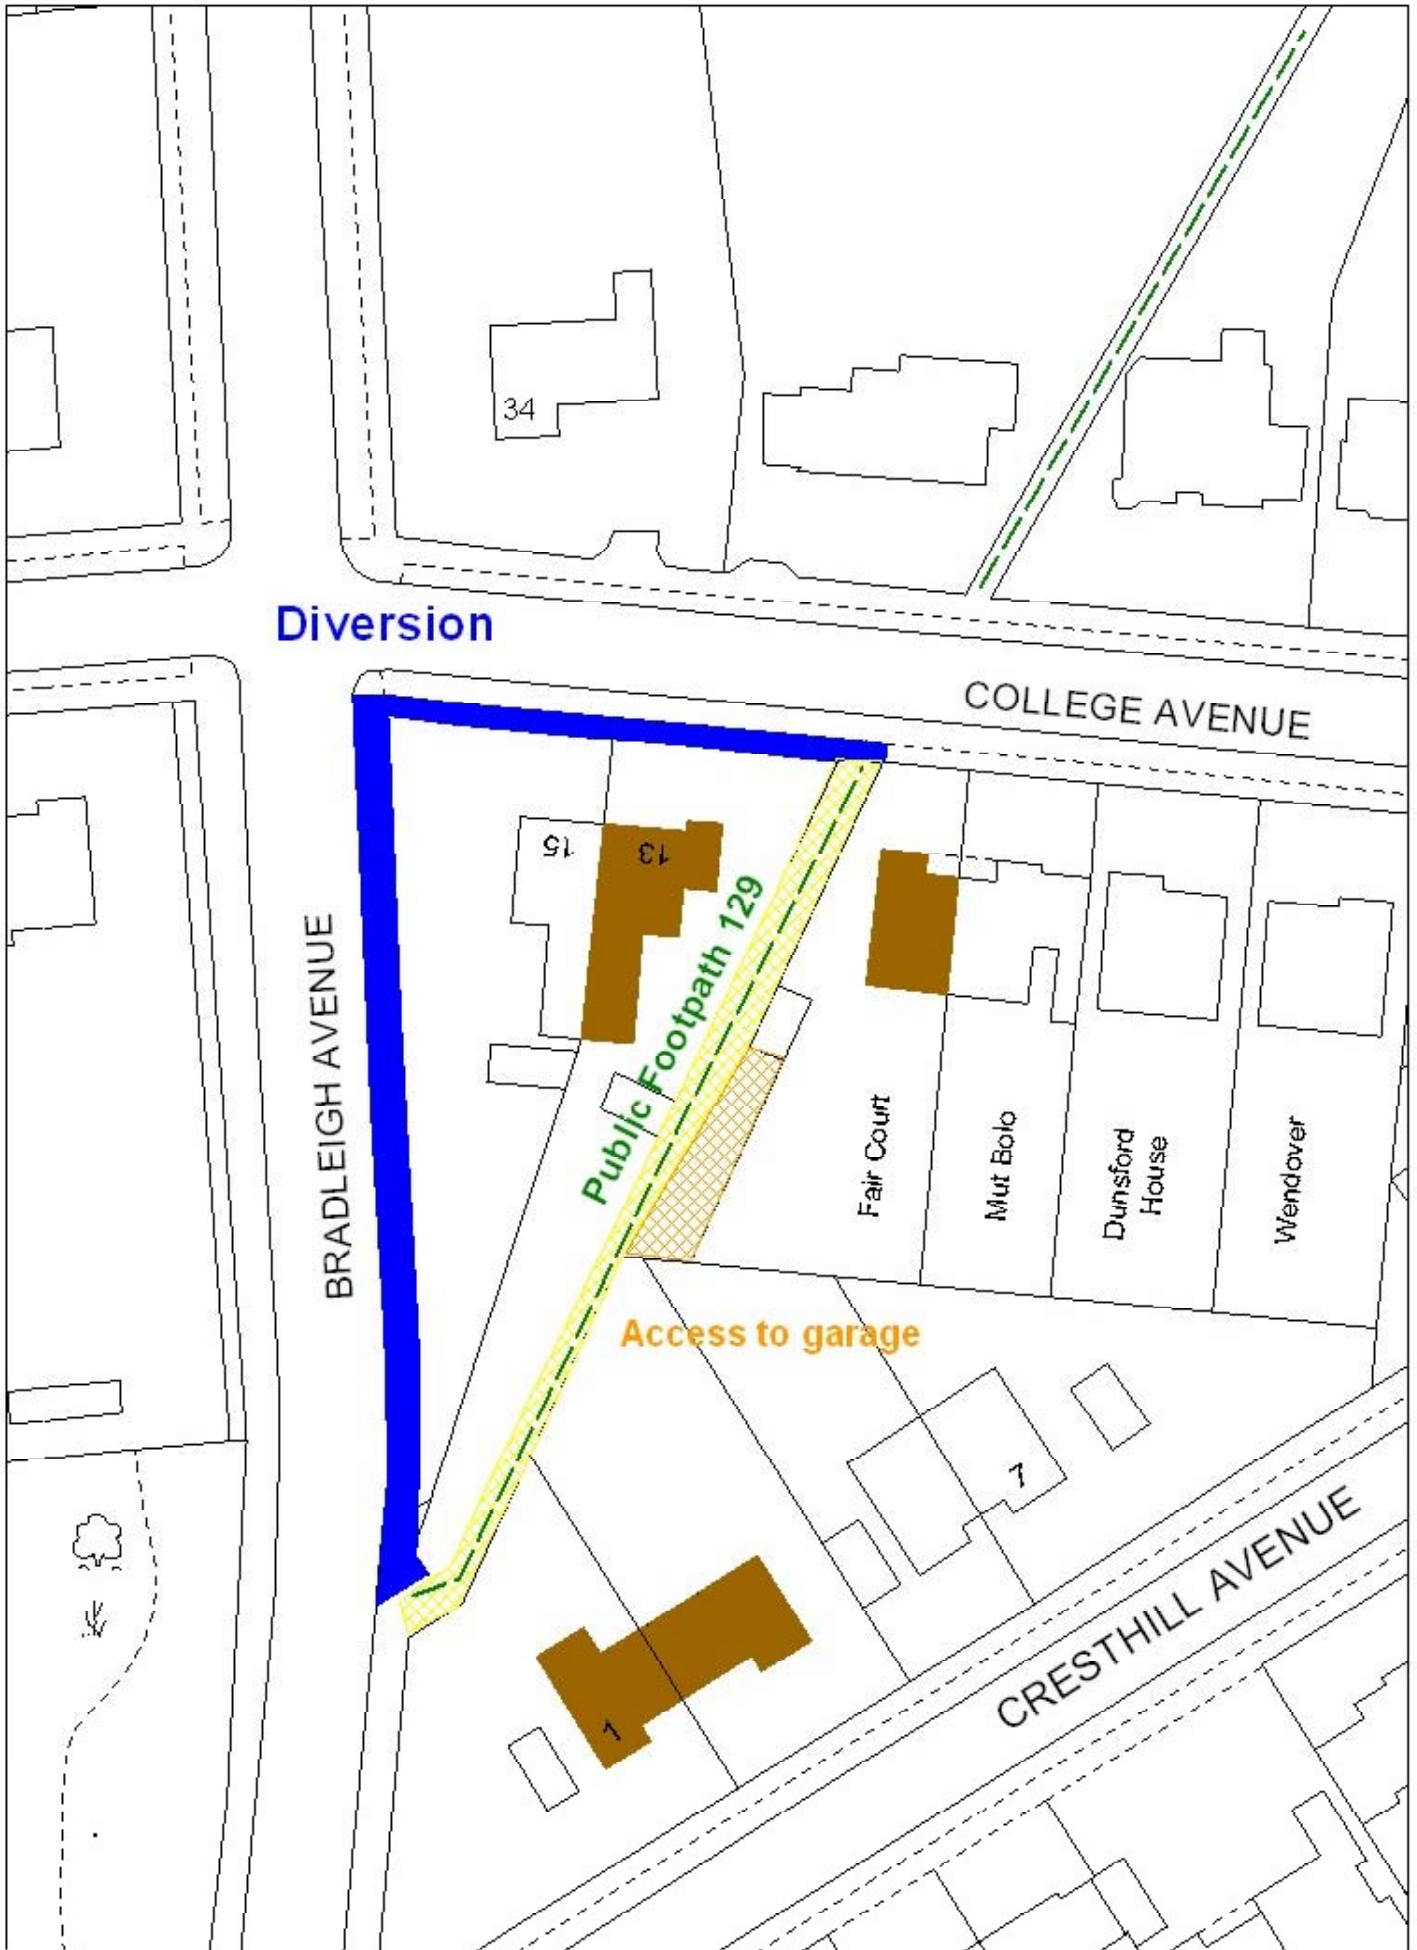 34
Diversion
COLLEGE AVENUE
15
13
Public Footpath 129
BRADLEIGH AVENUE
Fair Court
Mut Bolo
Dunsford
House
Wendover
Access to garage
7
CRESTHILL AVENUE
1